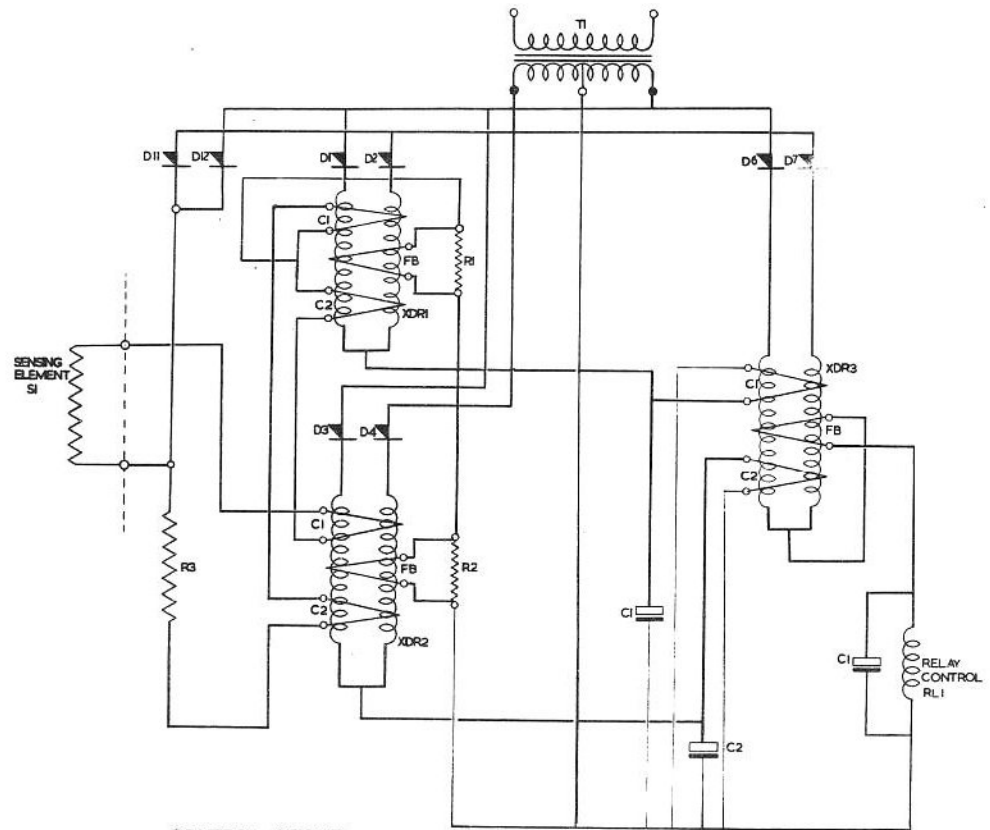 T1
D11
D12
D1
D2
D6
D7
C1
FB
R1
C2
XDR1
SENSING
ELEMENT
S1
XDR3
C1
FB
C2
D3
D4
C1
FB
R2
C2
XDR2
R3
C1
C1
RELAY
CONTROL
RL1
C2